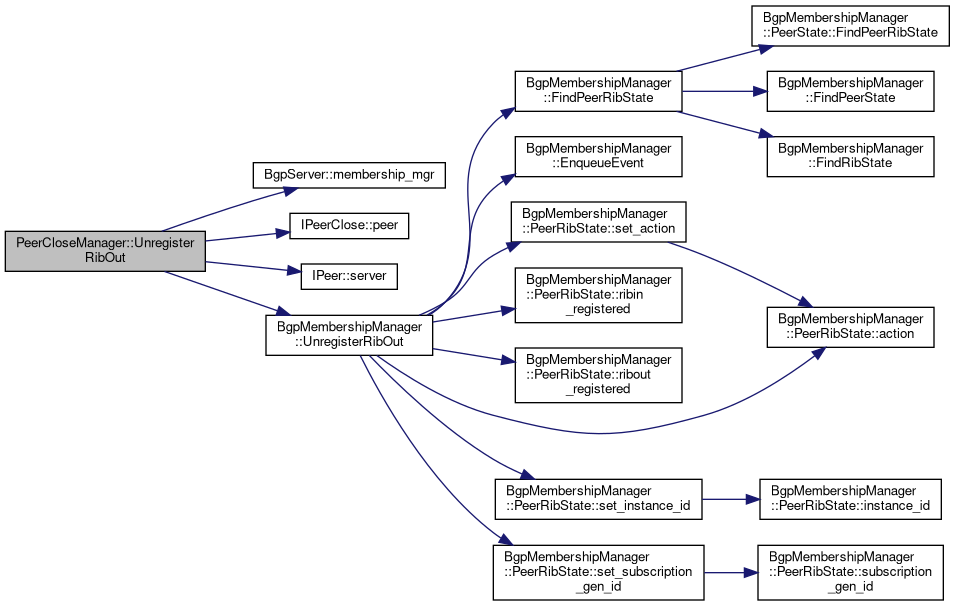 PeerCloseManager::Unregister
RibOut
BgpServer::membership_mgr
IPeerClose::peer
IPeer::server
BgpMembershipManager
::UnregisterRibOut
BgpMembershipManager
::FindPeerRibState
BgpMembershipManager
::EnqueueEvent
BgpMembershipManager
::PeerRibState::set_action
BgpMembershipManager
::PeerRibState::ribin
_registered
BgpMembershipManager
::PeerRibState::ribout
_registered
BgpMembershipManager
::PeerRibState::set_instance_id
BgpMembershipManager
::PeerRibState::set_subscription
_gen_id
BgpMembershipManager
::PeerState::FindPeerRibState
BgpMembershipManager
::FindPeerState
BgpMembershipManager
::FindRibState
BgpMembershipManager
::PeerRibState::action
BgpMembershipManager
::PeerRibState::instance_id
BgpMembershipManager
::PeerRibState::subscription
_gen_id